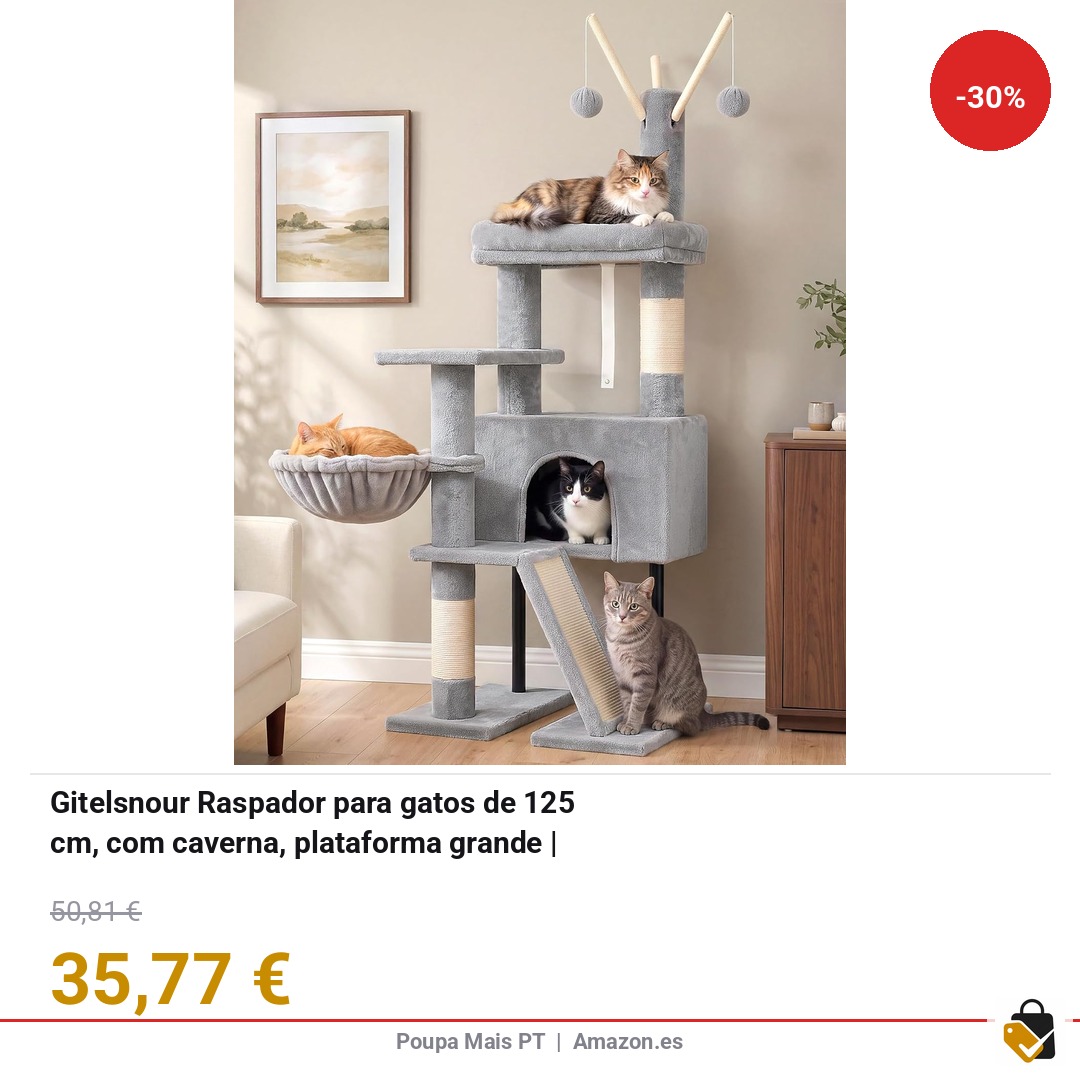 -30%
Gitelsnour Raspador para gatos de 125
cm, com caverna, plataforma grande |
50,81 €
35,77 €
Poupa Mais PT | Amazon.es